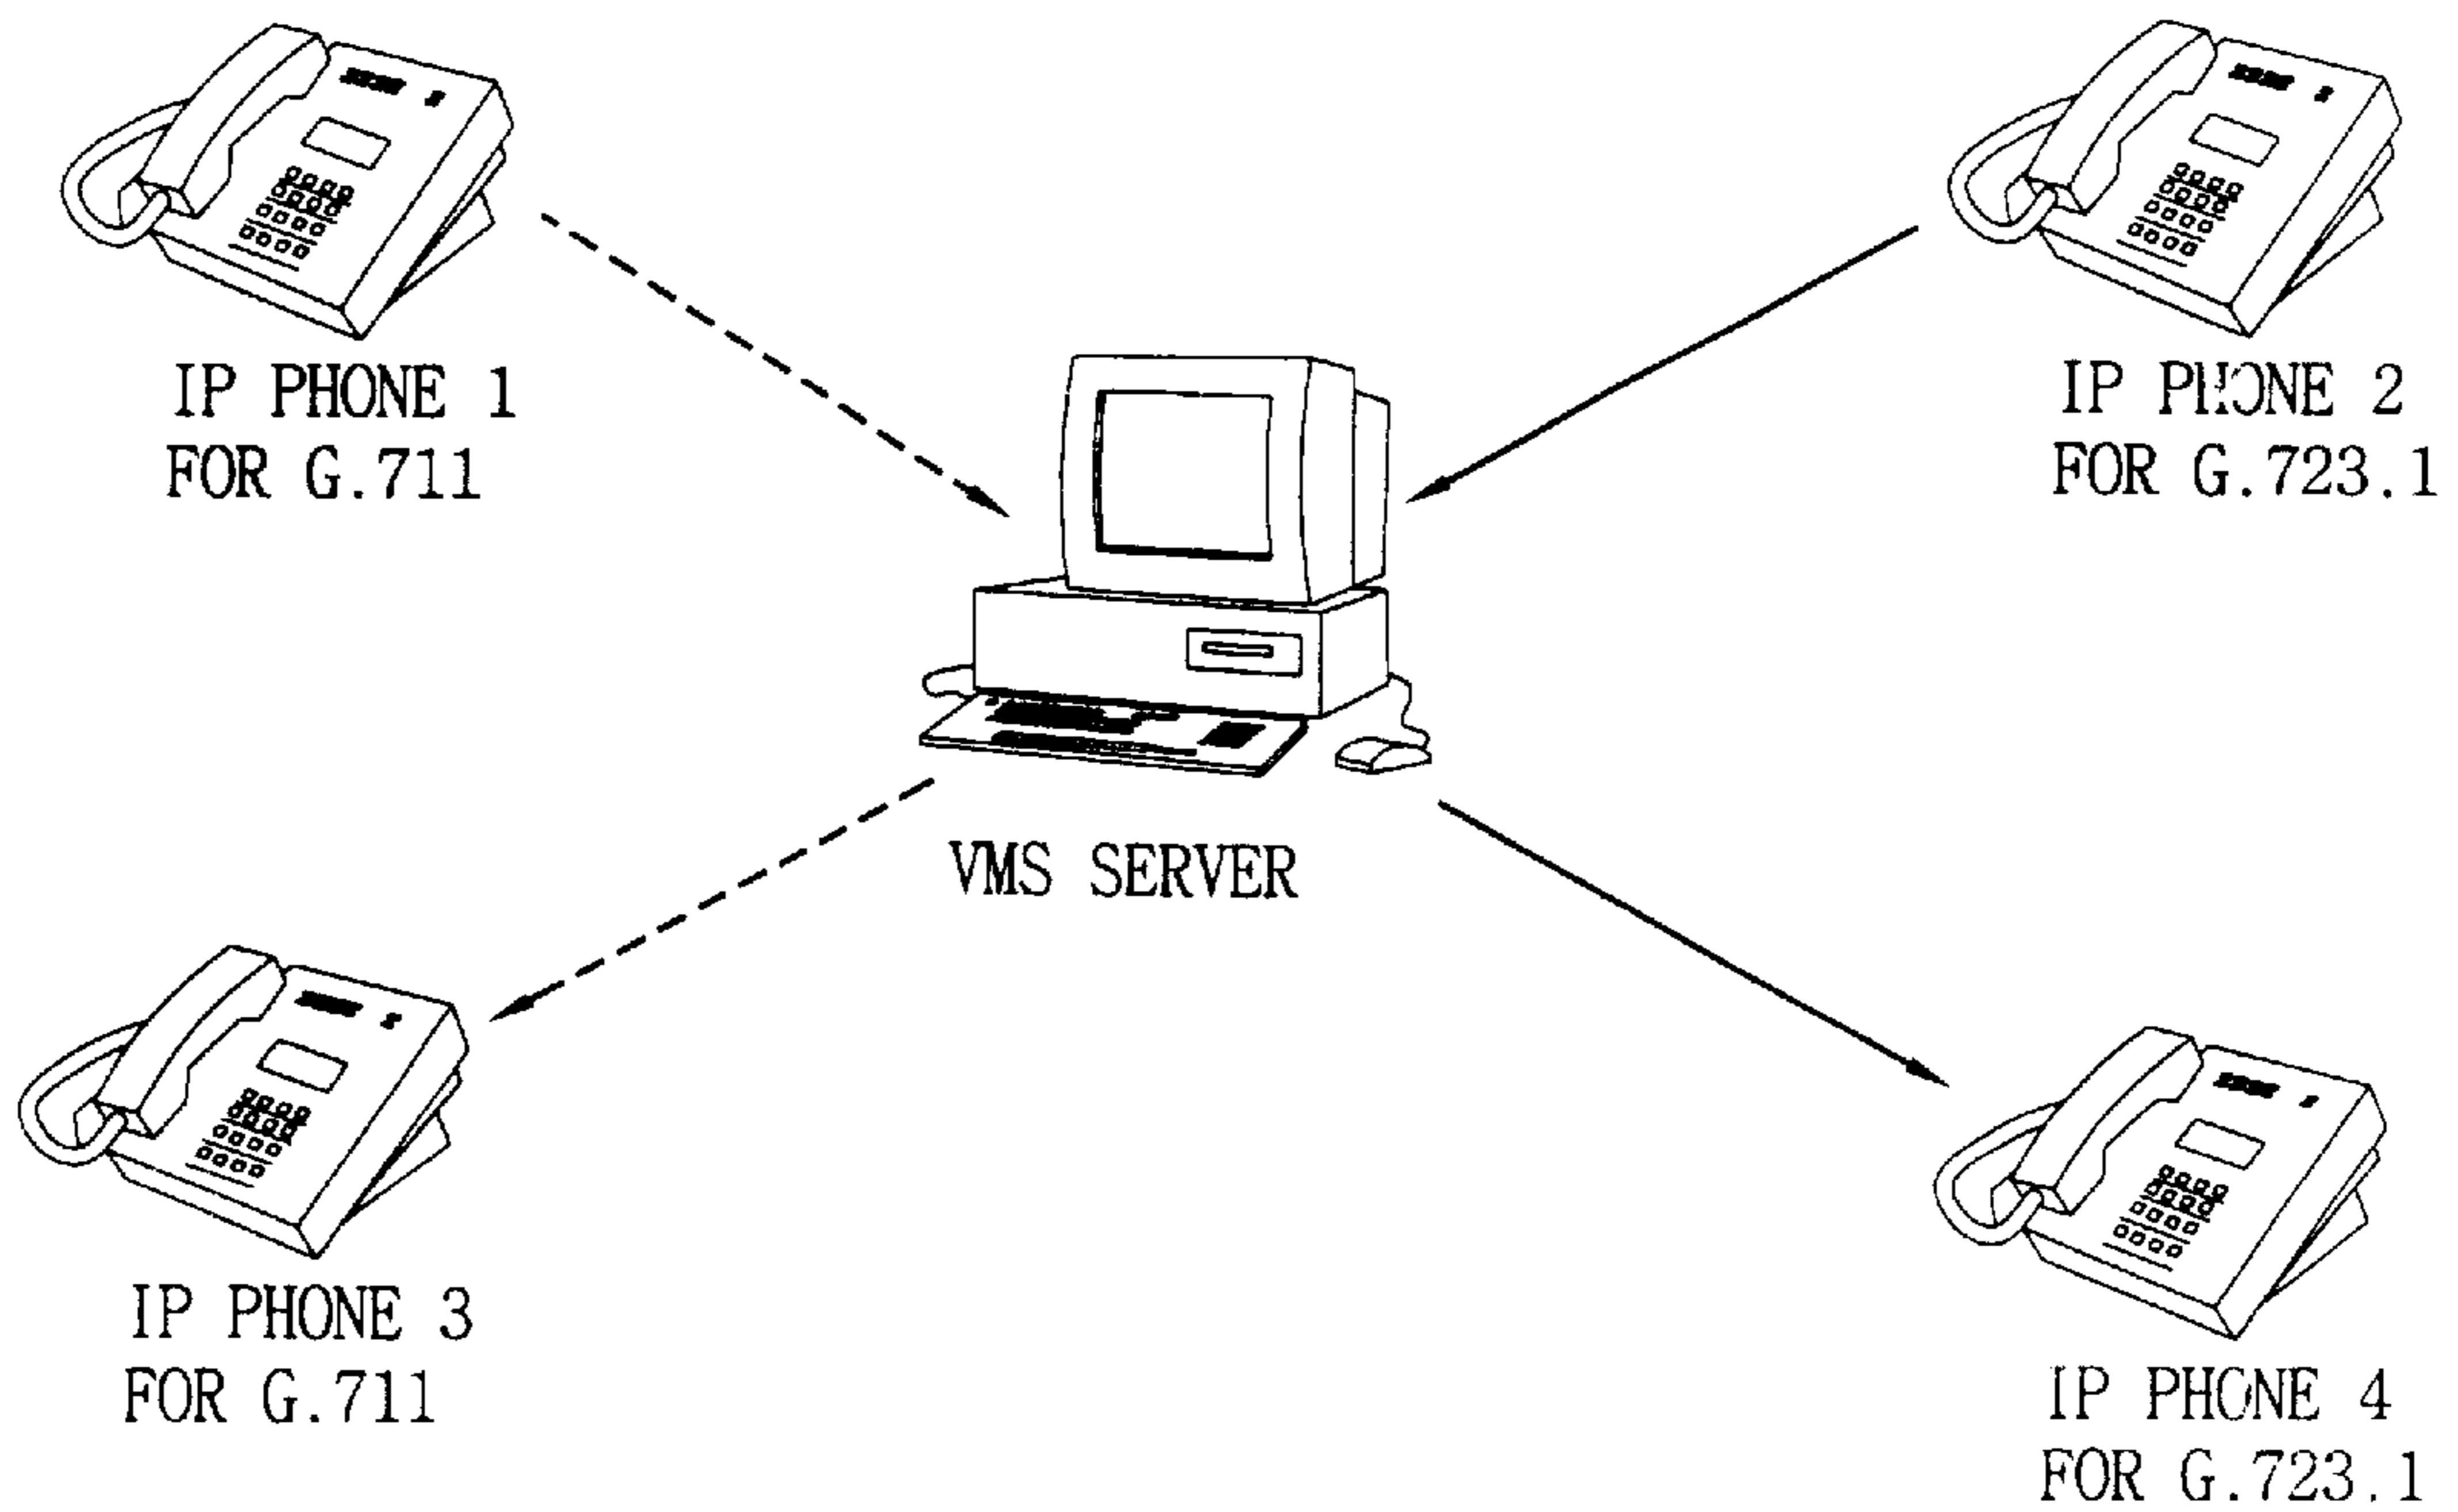 IP PHONE 1
FOR G.711
IP PHONE 2
FOR G.723.1
VMS SERVER
IP PHONE 3
FOR G.711
IP PHONE 4
FOR G.723.1